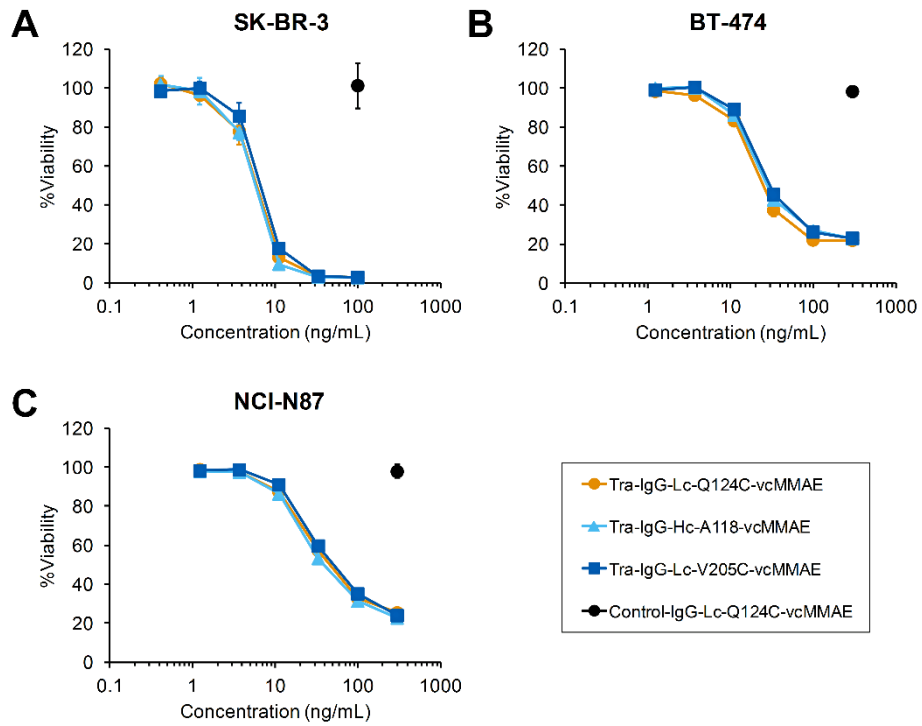 A
SK-BR-3
120
100
80
60
40
20
0
%Viability
0.1
1
10
100
1000
Concentration (ng/mL)
B
BT-474
120
100
80
60
40
20
0
%Viability
0.1
1
10
100
1000
Concentration (ng/mL)
C
NCI-N87
120
100
80
60
40
20
0
%Viability
0.1
1
10
100
1000
Concentration (ng/mL)
Tra-IgG-Lc-Q124C-vcMMAE
Tra-IgG-Hc-A118-vcMMAE
Tra-IgG-Lc-V205C-vcMMAE
Control-IgG-Lc-Q124C-vcMMAE